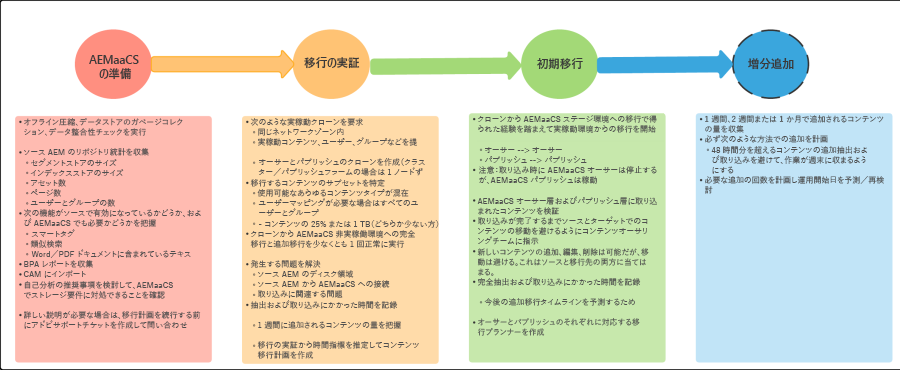 AEMaaCS
の準備
移行の実証
初期移行
増分追加
• オフライン圧縮、データストアのガベージコレク
ション、データ整合性チェックを実行
• ソース AEM のリポジトリ統計を収集
• セグメントストアのサイズ
• インデックスストアのサイズ
• アセット数
• ページ数
• ユーザーとグループの数
• 次の機能がソースで有効になっているかどうか、およ
び AEMaaCS でも必要かどうかを把握
• スマートタグ
• 類似検索
• Word／PDF ドキュメントに含まれているテキス
• BPA レポートを収集
• CAM にインポート
• 自己分析の推奨事項を検討して、AEMaaCS
でストレージ要件に対処できることを確認
• 詳しい説明が必要な場合は、移行計画を続行する前
にアドビサポートチャットを作成して問い合わせ
• 次のような実稼動クローンを要求
• 同じネットワークゾーン内
• 実稼動コンテンツ、ユーザー、グループなどを提
• オーサーとパブリッシュのクローンを作成（クラス
ター／パブリッシュファームの場合は 1 ノードず
• 移行するコンテンツのサブセットを特定
• 使用可能なあらゆるコンテンツタイプが混在
• ユーザーマッピングが必要な場合はすべてのユ
ーザーとグループ
• - コンテンツの 25% または 1 TB（どちらか少ない方）
• クローンから AEMaaCS 非実稼働環境への完全
移行と追加移行を少なくとも 1 回正常に実行
• 発生する問題を解決
• ソース AEM のディスク領域
• ソース AEM から AEMaaCS への接続
• 取り込みに関連する問題
• 抽出および取り込みにかかった時間を記録
• 1 週間に追加されるコンテンツの量を把握
• 移行の実証から時間指標を推定してコンテンツ
移行計画を作成
• クローンから AEMaaCS ステージ環境への移行で得
られた経験を踏まえて実稼動環境からの移行を開始
• オーサー --> オーサー
• パブリッシュ --> パブリッシュ
• 注意：取り込み時に AEMaaCS オーサーは停止する
が、AEMaaCS パブリッシュは稼動
• AEMaaCS オーサー層およびパブリッシュ層に取り込
まれたコンテンツを検証
• 取り込みが完了するまでソースとターゲットでのコン
テンツの移動を避けるようにコンテンツオーサリ
ングチームに指示
• 新しいコンテンツの追加、編集、削除は可能だが、移
動は避ける。これはソースと移行先の両方に当ては
まる。
• 完全抽出および取り込みにかかった時間を記録
• 今後の追加移行タイムラインを予測するため
• オーサーとパブリッシュのそれぞれに対応する移
行プランナーを作成
• 1 週間、2 週間または 1 か月で追加されるコンテンツ
の量を収集
• 必ず次のような方法での追加を計画
• 48 時間分を超えるコンテンツの追加抽出およ
び取り込みを避けて、作業が週末に収まるよう
にする
• 必要な追加の回数を計画し運用開始日を予測／再検
討